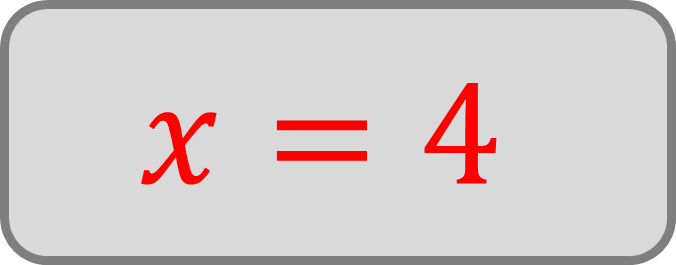 x = 4